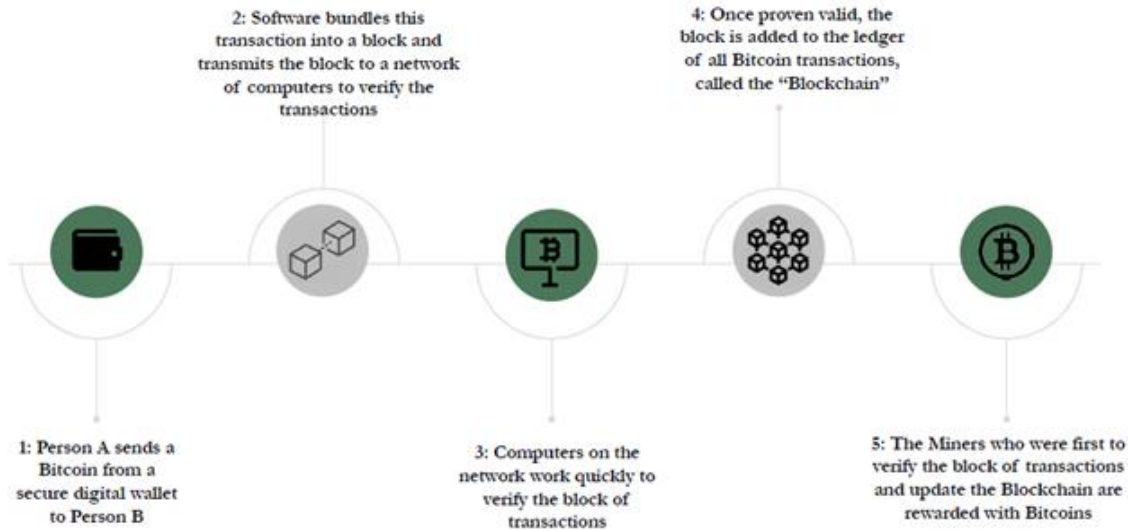 1: Person A sends a
Bitcoin from a
secure digital wallet
to Person B
2: Software bundles this
transaction into a block and
transmits the block to a network
of computers to verify the
transactions
3: Computers on the
network work quickly to
verify the block of
transactions
4: Once proven valid, the
block is added to the ledger
of all Bitcoin transactions,
called the “Blockchain”
5: The Miners who were first to
verify the block of transactions
and update the Blockchain are
rewarded with Bitcoins